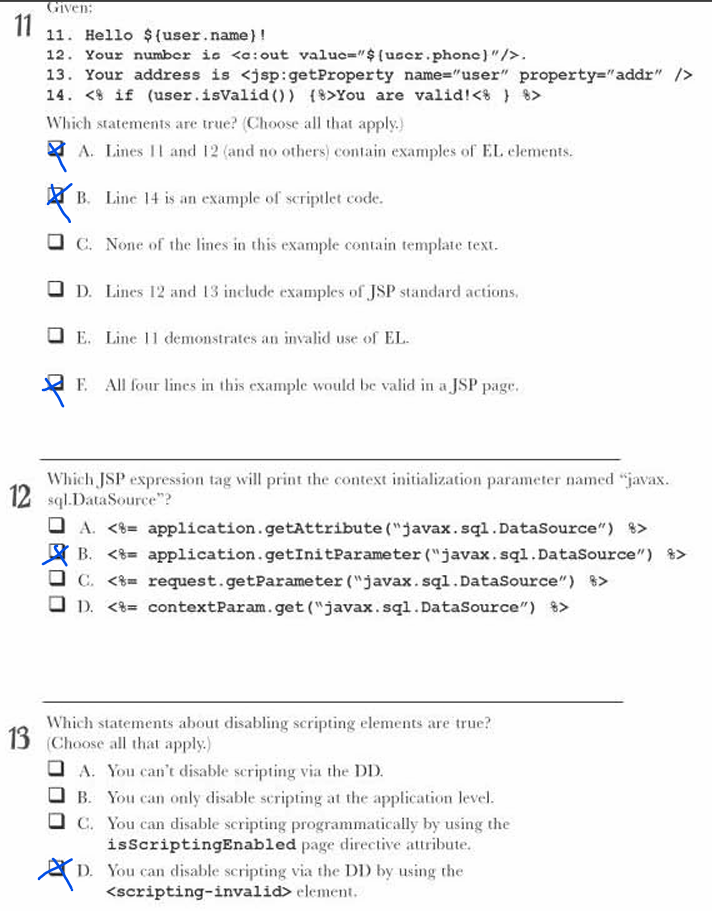 Given:
11
11. Hello ${user.name}!
12. Your number is <c:out value="${user.phone}"/>.
13. Your address is <jsp:getProperty name="user" property="addr" />
14. <% if (user.isValid()) {%>You are valid!<% } %>
Which statements are true? (Choose all that apply.)
A. Lines 11 and 12 (and no others) contain examples of EL elements.
B. Line 14 is an example of scriptlet code.
C. None of the lines in this example contain template text.
D. Lines 12 and 13 include examples of JSP standard actions.
E. Line 11 demonstrates an invalid use of EL.
F. All four lines in this example would be valid in a JSP page.
12
Which JSP expression tag will print the context initialization parameter named “javax.
sql.DataSource”?
A. <%= application.getAttribute(“javax.sql.DataSource”) %>
B. <%= application.getInitParameter(“javax.sql.DataSource”) %>
C. <%= request.getParameter(“javax.sql.DataSource”) %>
D. <%= contextParam.get(“javax.sql.DataSource”) %>
13
Which statements about disabling scripting elements are true?
(Choose all that apply.)
A. You can’t disable scripting via the DD.
B. You can only disable scripting at the application level.
C. You can disable scripting programmatically by using the
isScriptingEnabled page directive attribute.
D. You can disable scripting via the DD by using the
<scripting-invalid> element.